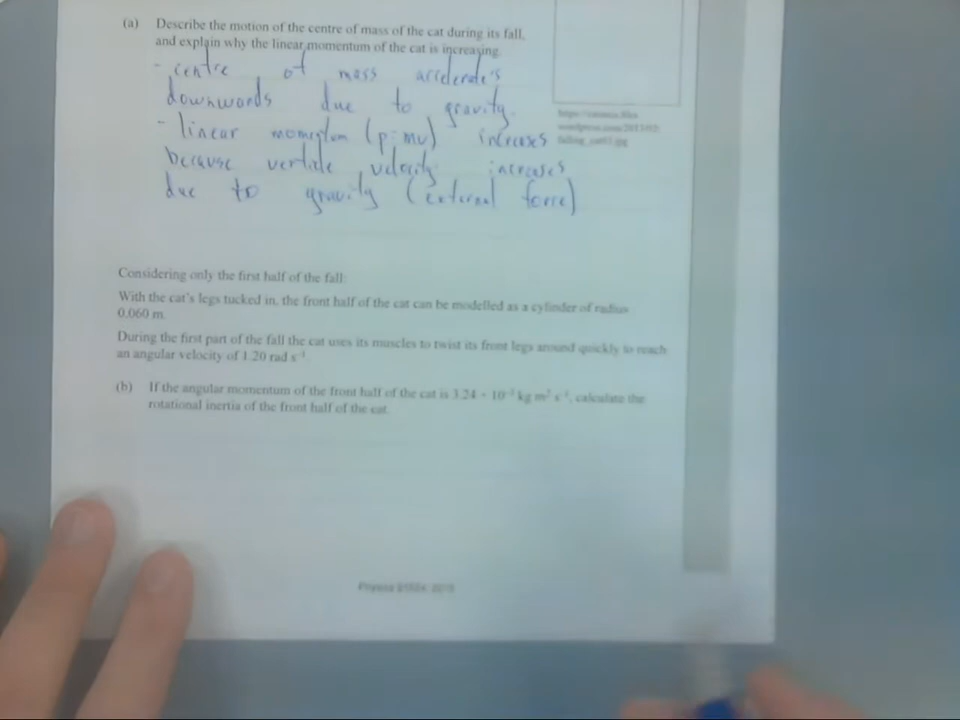 (a) Describe the motion of the centre of mass of the cat during its fall,
and explain why the linear momentum of the cat is increasing.
- centre of mass accelerates
downwards due to gravity.
- linear momentum (p=mv) increases
because verticle velocity increases
due to gravity (external force)
Considering only the first half of the fall:
With the cat's legs tucked in, the front half of the cat can be modelled as a cylinder of radius
0.060 m.
During the first part of the fall the cat uses its muscles to twist its front legs around quickly to reach
an angular velocity of 1.20 rad s⁻¹.
(b) If the angular momentum of the front half of the cat is 3.24 × 10⁻³ kg m² s⁻¹, calculate the
rotational inertia of the front half of the cat.
Physics